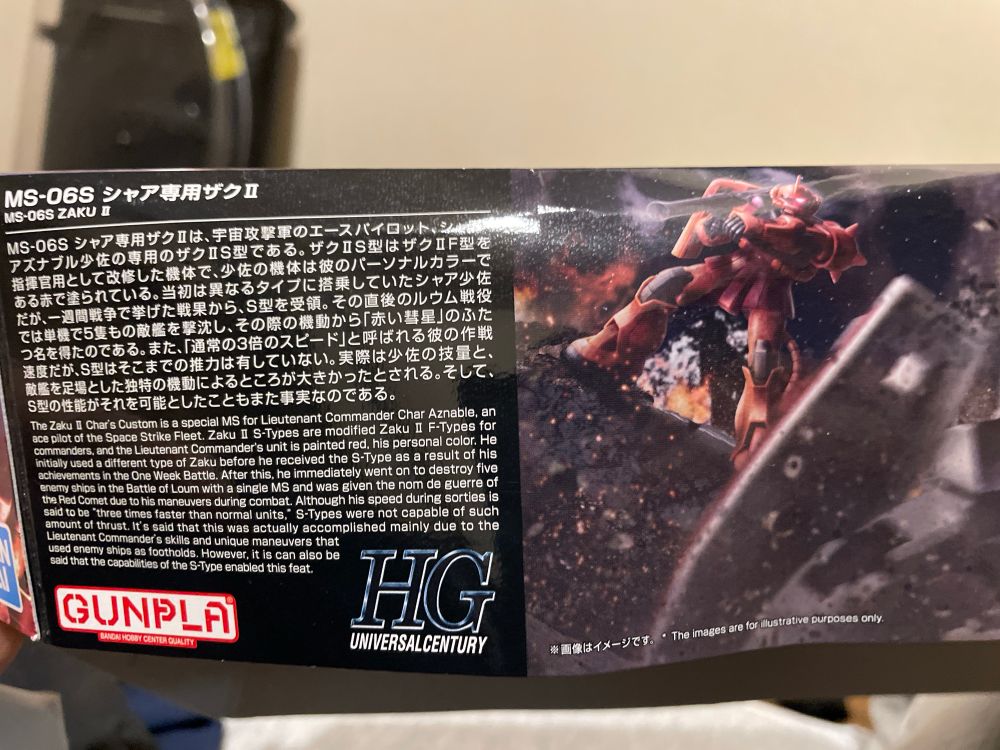 MS-06S シャア専用ザクⅡ
MS-06S ZAKU Ⅱ
MS-06S シャア専用ザクⅡは、宇宙攻撃軍のエースパイロット、シ
アズナブル少佐の専用のザクⅡS型である。ザクⅡS型はザクⅡF型を
指揮官用として改修した機体で、少佐の機体は彼のパーソナルカラーで
ある赤で塗られている。当初は異なるタイプに搭乗していたシャア少佐
だが、一週間戦争で挙げた戦果から、S型を受領。その直後のルウム戦役
では単機で5隻もの敵艦を撃沈し、その際の機動から「赤い彗星」のふた
つ名を得たのである。また、「通常の3倍のスピード」と呼ばれる彼の作戦
速度だが、S型はそこまでの推力は有していない。実際は少佐の技量と、
敵艦を足場とした独特の機動によるところが大きかったとされる。そして、
S型の性能がそれを可能としたこともまた事実なのである。
The Zaku Ⅱ Char's Custom is a special MS for Lieutenant Commander Char Aznable, an
ace pilot of the Space Strike Fleet. Zaku Ⅱ S-Types are modified Zaku Ⅱ F-Types for
commanders, and the Lieutenant Commander's unit is painted red, his personal color. He
initially used a different type of Zaku before he received the S-Type as a result of his
achievements in the One Week Battle. After this, he immediately went on to destroy five
enemy ships in the Battle of Loum with a single MS and was given the nom de guerre of
the Red Comet due to his maneuvers during combat. Although his speed during sorties is
said to be "three times faster than normal units," S-Types were not capable of such
amount of thrust. It's said that this was actually accomplished mainly due to the
Lieutenant Commander's skills and unique maneuvers that
used enemy ships as footholds. However, it is can also be
said that the capabilities of the S-Type enabled this feat.
GUNPLA®
BANDAI HOBBY CENTER QUALITY
HG
UNIVERSAL CENTURY
※画像はイメージです。 • The images are for illustrative purposes only.